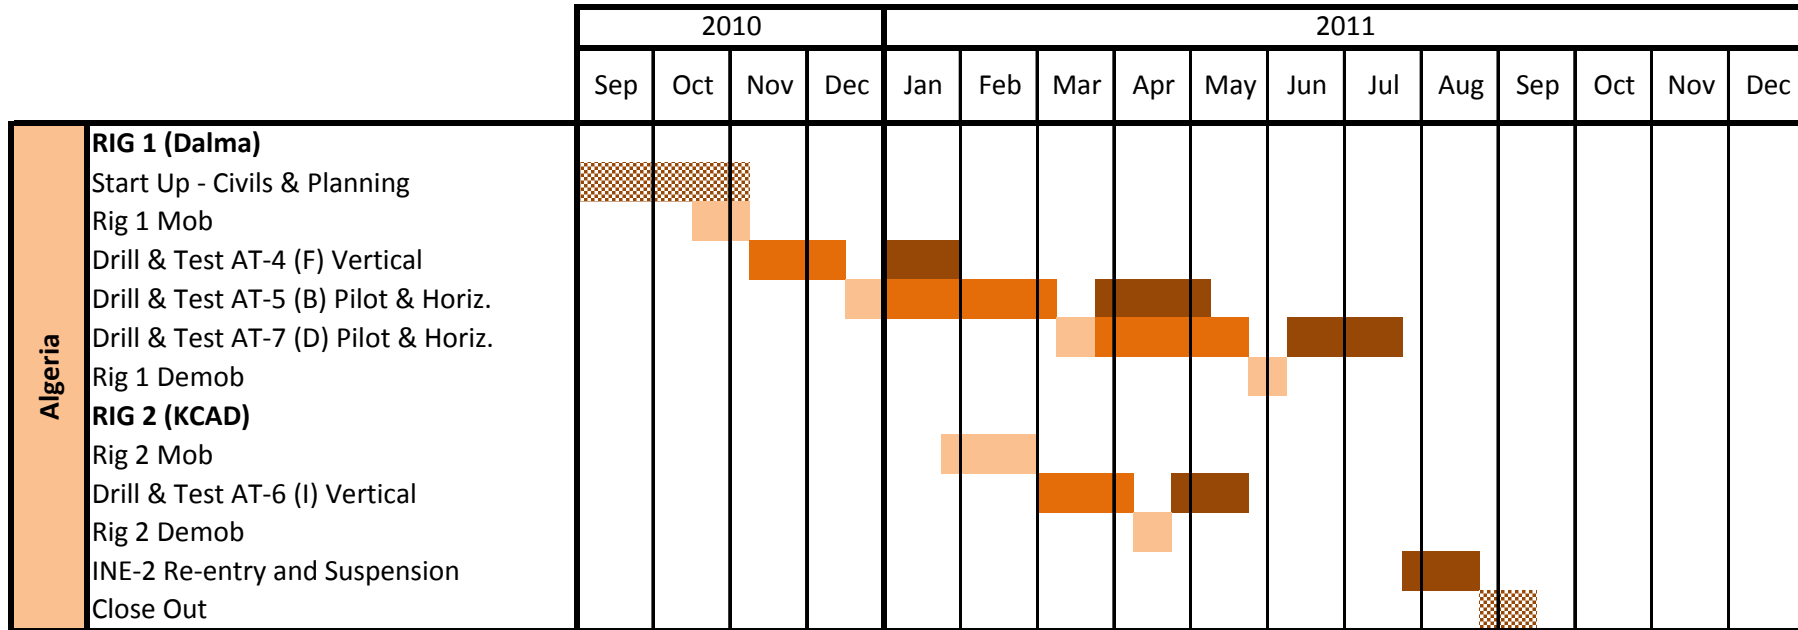 2010 2011
Sep Oct Nov Dec Jan Feb Mar Apr May Jun Jul Aug Sep Oct Nov Dec
Algeria
RIG 1 (Dalma)
Start Up - Civils & Planning
Rig 1 Mob
Drill & Test AT-4 (F) Vertical
Drill & Test AT-5 (B) Pilot & Horiz.
Drill & Test AT-7 (D) Pilot & Horiz.
Rig 1 Demob
RIG 2 (KCAD)
Rig 2 Mob
Drill & Test AT-6 (I) Vertical
Rig 2 Demob
INE-2 Re-entry and Suspension
Close Out